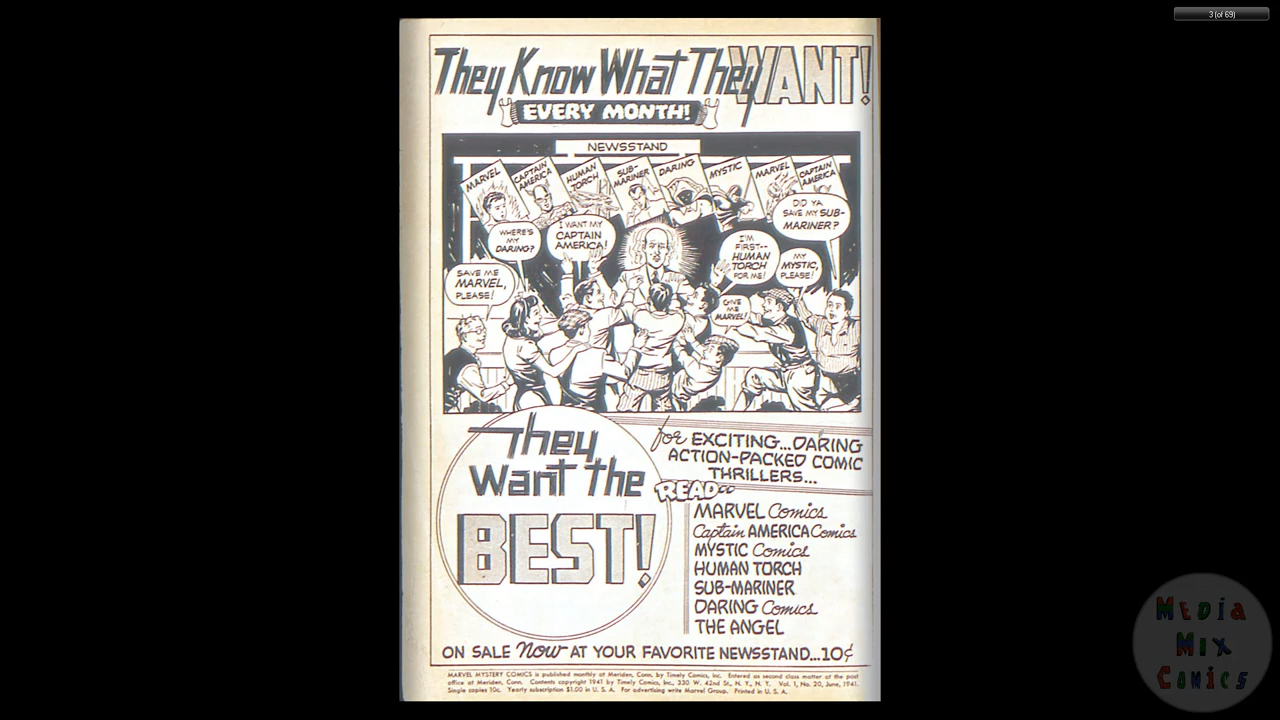 3 (of 69)
They Know What They WANT!
EVERY MONTH!
NEWSSTAND
MARVEL
CAPTAIN
AMERICA
HUMAN
TORCH
SUB-
MARINER
DARING
MYSTIC
MARVEL
CAPTAIN
AMERICA
DID YA
SAVE MY SUB-
MARINER?
WHERE'S
MY
DARING?
I WANT MY
CAPTAIN
AMERICA!
I'M
FIRST--
HUMAN
TORCH
FOR ME!
MY
MYSTIC,
PLEASE!
SAVE ME
MARVEL,
PLEASE!
GIVE
ME
MARVEL!
They
Want the
BEST!
for EXCITING...DARING
ACTION-PACKED COMIC
THRILLERS...
READ
MARVEL Comics
Captain AMERICA Comics
MYSTIC Comics
HUMAN TORCH
SUB-MARINER
DARING Comics
THE ANGEL
ON SALE Now AT YOUR FAVORITE NEWSSTAND...10¢
MARVEL MYSTERY COMICS is published monthly at Meriden, Conn. by Timely Comics, Inc. Entered as second class matter at the post
office at Meriden, Conn. Contents copyright 1941 by Timely Comics, Inc., 330 W. 42nd St., N. Y., N. Y. Vol. 1, No. 20, June, 1941.
Single copies 10c. Yearly subscription $1.00 in U. S. A. For advertising write Marvel Group. Printed in U. S. A.
MEDIA
MIX
COMICS